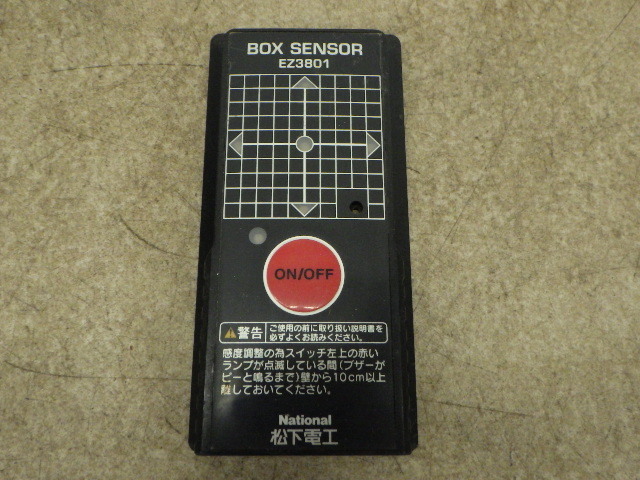 BOX SENSOR
EZ3801
ON/OFF
警告
ご使用の前に取り扱い説明書を
必ずよくお読みください。
感度調整の為スイッチ左上の赤い
ランプが点滅している間(ブザーが
ピーと鳴るまで)壁から10cm以上
離しておいてください。
National
松下電工